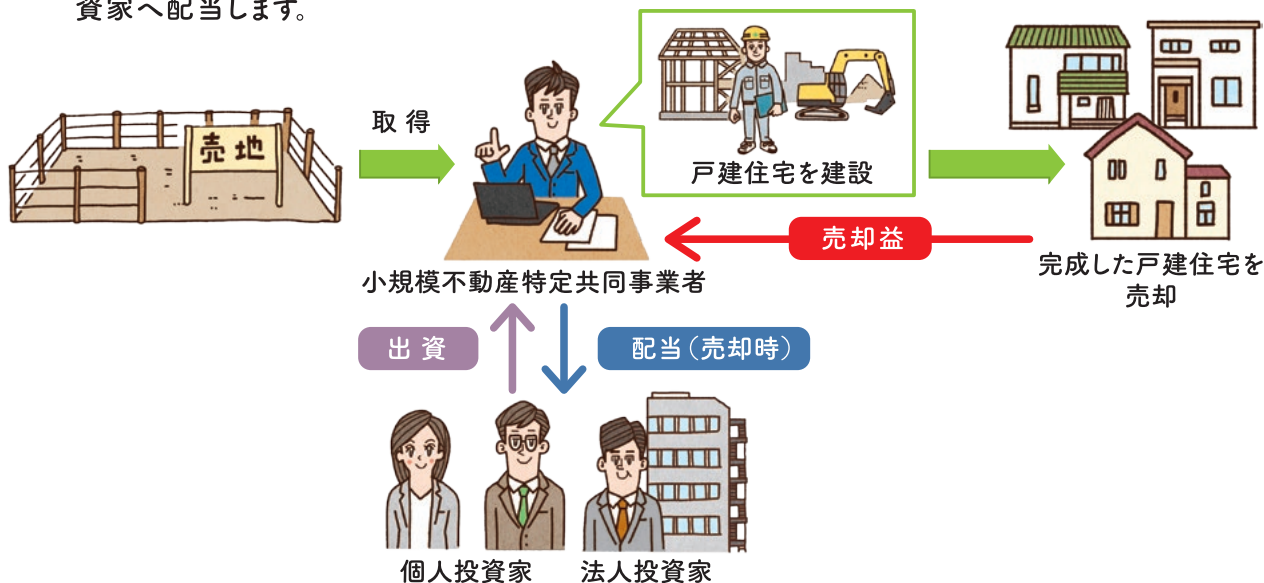 資家へ配当します。
売地
取得
戸建住宅を建設
売却益
完成した戸建住宅を
売却
小規模不動産特定共同事業者
出資
配当（売却時）
個人投資家
法人投資家